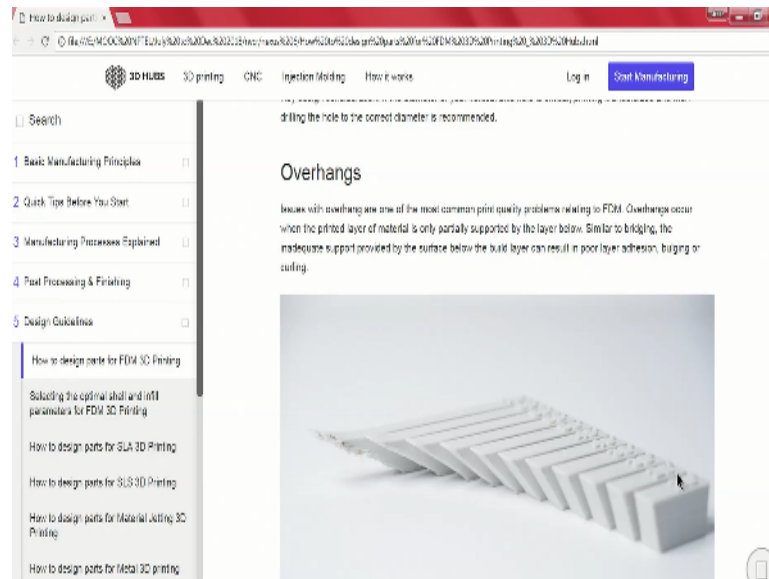 How to design part
3D HUBS
3D printing
CNC
Injection Molding
How it works
Log in
Start Manufacturing
Search
1 Basic Manufacturing Principles
2 Quick Tips Before You Start
3 Manufacturing Processes Explained
4 Post Processing & Finishing
5 Design Guidelines
How to design parts for FDM 3D Printing
Selecting the optimal shell and infill
parameters for FDM 3D Printing
How to design parts for SLA 3D Printing
How to design parts for SLS 3D Printing
How to design parts for Material Jetting 3D
Printing
How to design parts for Metal 3D printing
drilling the hole to the correct diameter is recommended.
Overhangs
Issues with overhang are one of the most common print quality problems relating to FDM. Overhangs occur
when the printed layer of material is only partially supported by the layer below. Similar to bridging, the
inadequate support provided by the surface below the build layer can result in poor layer adhesion, bulging or
curling.